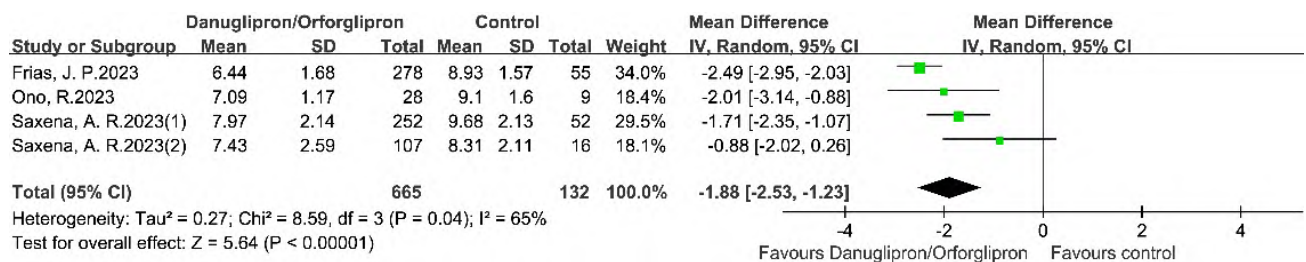 Danuglipron/Orforglipron Control Mean Difference Mean Difference
Study or Subgroup Mean SD Total Mean SD Total Weight IV, Random, 95% CI IV, Random, 95% CI
Frias, J. P.2023 6.44 1.68 278 8.93 1.57 55 34.0% -2.49 [-2.95, -2.03]
Ono, R.2023 7.09 1.17 28 9.1 1.6 9 18.4% -2.01 [-3.14, -0.88]
Saxena, A. R.2023(1) 7.97 2.14 252 9.68 2.13 52 29.5% -1.71 [-2.35, -1.07]
Saxena, A. R.2023(2) 7.43 2.59 107 8.31 2.11 16 18.1% -0.88 [-2.02, 0.26]
Total (95% CI) 665 132 100.0% -1.88 [-2.53, -1.23]
Heterogeneity: Tau² = 0.27; Chi² = 8.59, df = 3 (P = 0.04); I² = 65%
Test for overall effect: Z = 5.64 (P < 0.00001)
-4 -2 0 2 4
Favours Danuglipron/Orforglipron Favours control